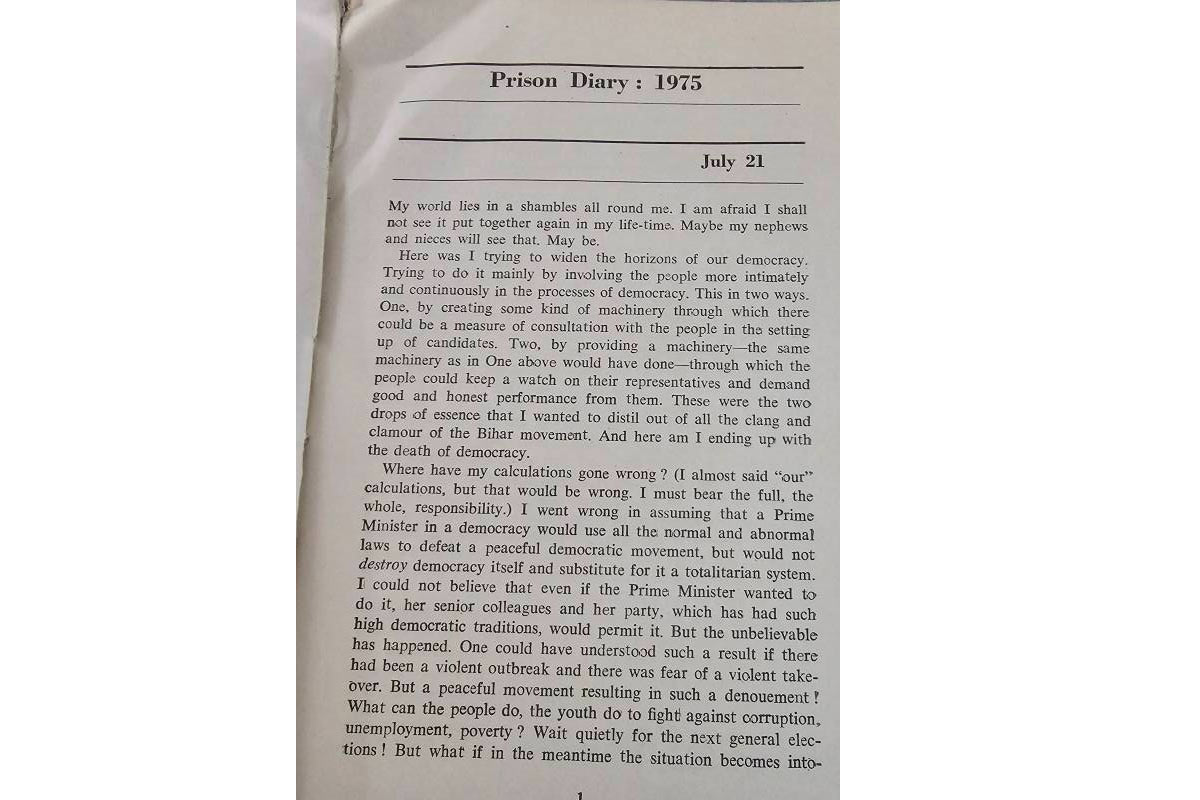 Prison Diary : 1975
July 21
My world lies in a shambles all round me. I am afraid I shall
not see it put together again in my life-time. Maybe my nephews
and nieces will see that. May be.
Here was I trying to widen the horizons of our democracy.
Trying to do it mainly by involving the people more intimately
and continuously in the processes of democracy. This in two ways.
One, by creating some kind of machinery through which there
could be a measure of consultation with the people in the setting
up of candidates. Two, by providing a machinery—the same
machinery as in One above would have done—through which the
people could keep a watch on their representatives and demand
good and honest performance from them. These were the two
drops of essence that I wanted to distil out of all the clang and
clamour of the Bihar movement. And here am I ending up with
the death of democracy.
Where have my calculations gone wrong ? (I almost said “our”
calculations, but that would be wrong. I must bear the full, the
whole, responsibility.) I went wrong in assuming that a Prime
Minister in a democracy would use all the normal and abnormal
laws to defeat a peaceful democratic movement, but would not
destroy democracy itself and substitute for it a totalitarian system.
I could not believe that even if the Prime Minister wanted to
do it, her senior colleagues and her party, which has had such
high democratic traditions, would permit it. But the unbelievable
has happened. One could have understood such a result if there
had been a violent outbreak and there was fear of a violent take-
over. But a peaceful movement resulting in such a denouement !
What can the people do, the youth do to fight against corruption,
unemployment, poverty ? Wait quietly for the next general elec-
tions ! But what if in the meantime the situation becomes into-
1